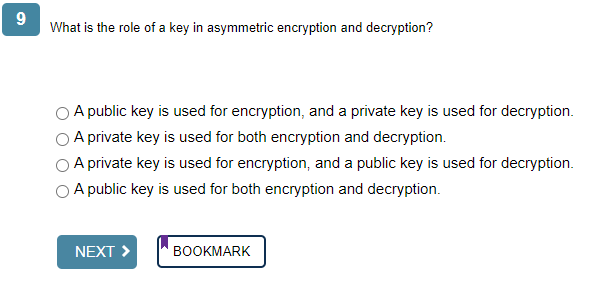 9
What is the role of a key in asymmetric encryption and decryption?
A public key is used for encryption, and a private key is used for decryption.
A private key is used for both encryption and decryption.
A private key is used for encryption, and a public key is used for decryption.
A public key is used for both encryption and decryption.
NEXT
BOOKMARK